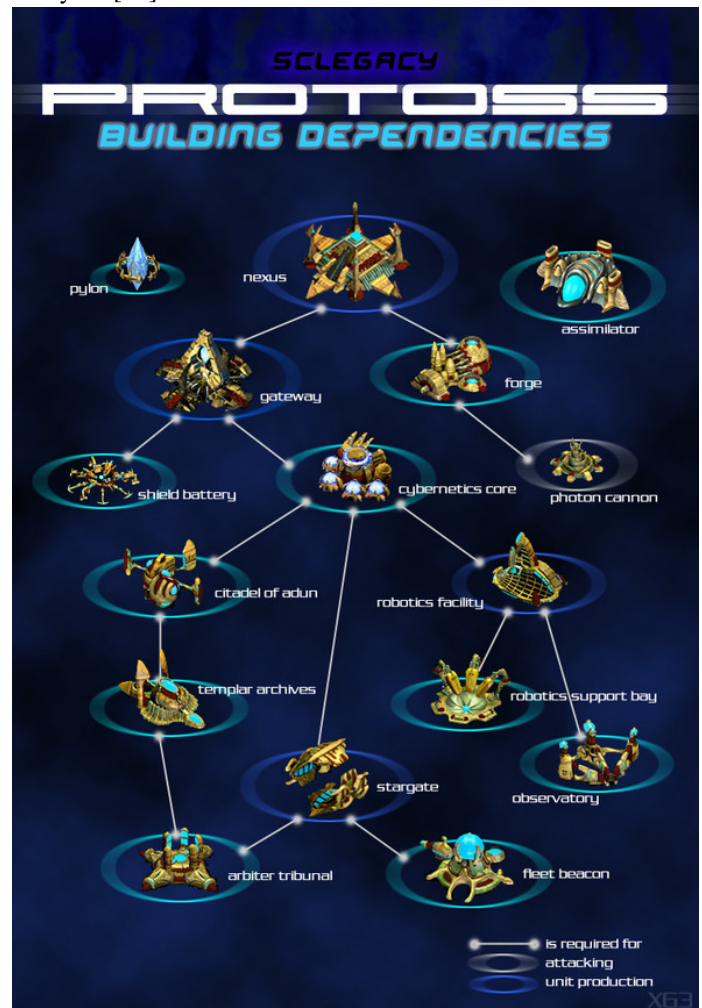 SCLEGACY
PROTOSS
BUILDING DEPENDENCIES
pylon
nexus
assimilator
gateway
forge
shield battery
cybernetics core
photon cannon
citadel of adun
robotics facility
templar archives
robotics support bay
stargate
observatory
arbiter tribunal
fleet beacon
is required for
attacking
unit production
X63